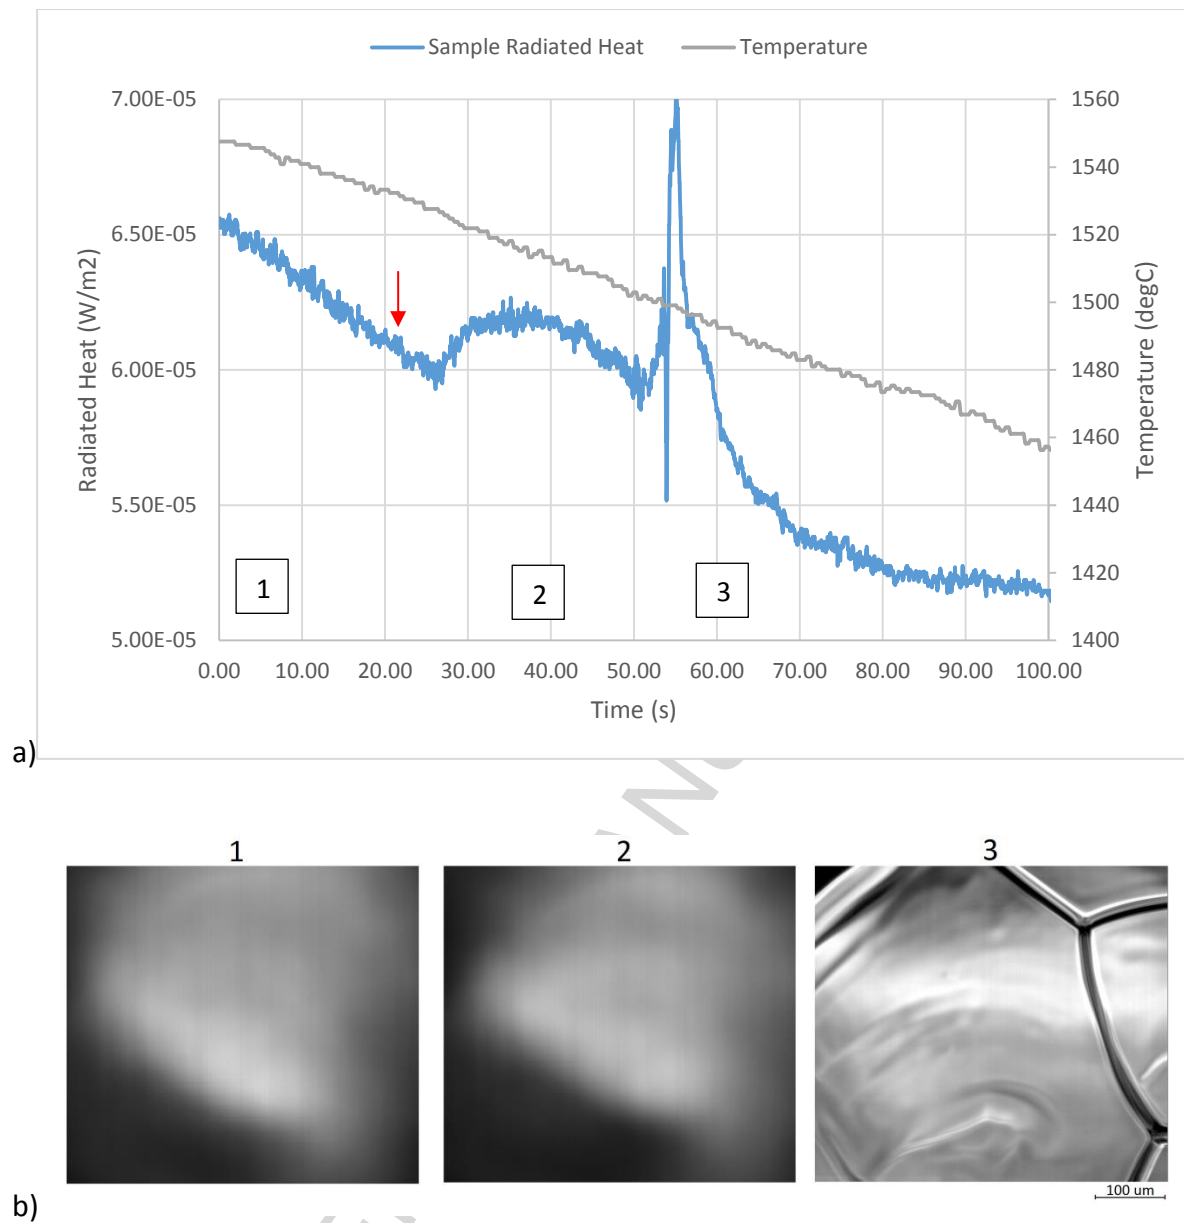 Sample Radiated Heat Temperature
7.00E-05
6.50E-05
6.00E-05
5.50E-05
5.00E-05
Radiated Heat (W/m2)
1560
1540
1520
1500
1480
1460
1440
1420
1400
Temperature (degC)
1 2 3
0.00 10.00 20.00 30.00 40.00 50.00 60.00 70.00 80.00 90.00 100.00
Time (s)
a)
1 2 3
100 um
b)